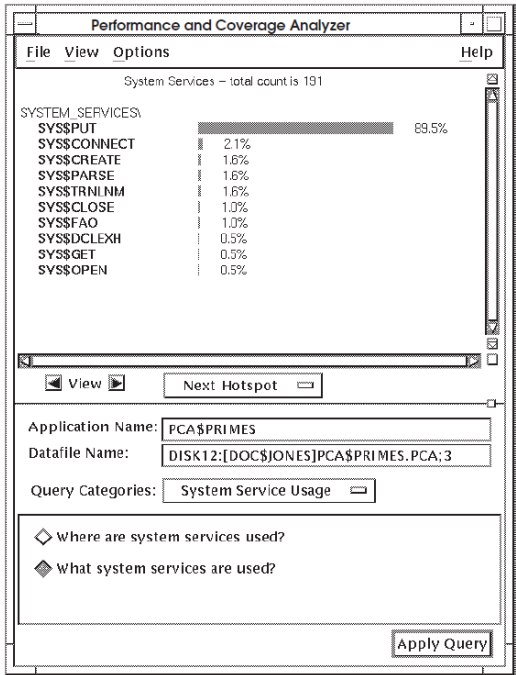 Performance and Coverage Analyzer
File View Options Help
System Services – total count is 191
SYSTEM_SERVICES\
SYS$PUT 89.5%
SYS$CONNECT 2.1%
SYS$CREATE 1.6%
SYS$PARSE 1.6%
SYS$TRNLNM 1.6%
SYS$CLOSE 1.0%
SYS$FAO 1.0%
SYS$DCLEXH 0.5%
SYS$GET 0.5%
SYS$OPEN 0.5%
View Next Hotspot
Application Name: PCA$PRIMES
Datafile Name: DISK12:[DOC$JONES]PCA$PRIMES.PCA;3
Query Categories: System Service Usage
Where are system services used?
What system services are used?
Apply Query